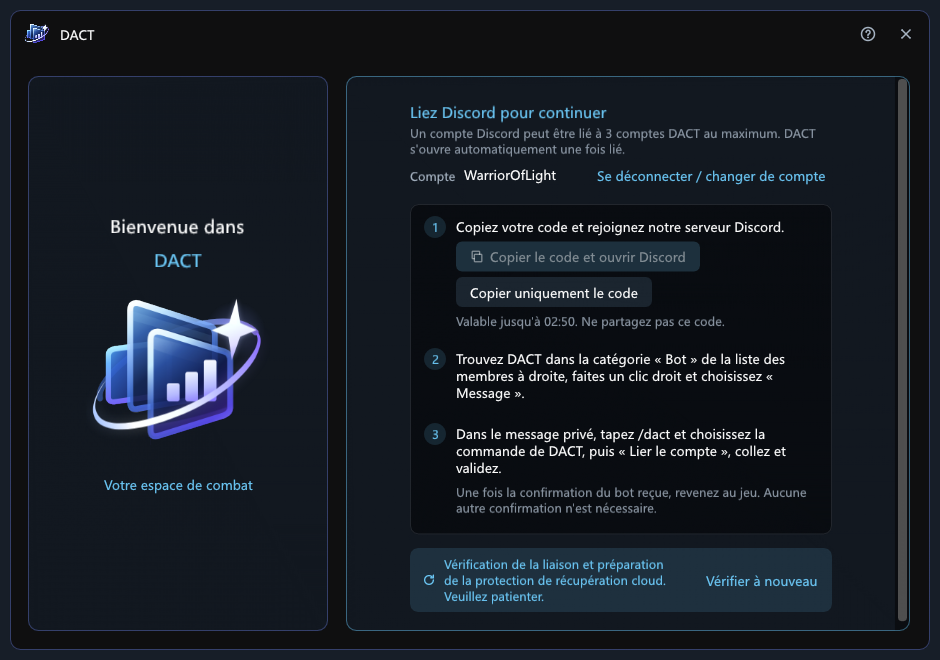 DACT
Bienvenue dans
DACT
Votre espace de combat
Liez Discord pour continuer
Un compte Discord peut être lié à 3 comptes DACT au maximum. DACT
s'ouvre automatiquement une fois lié.
Compte WarriorOfLight Se déconnecter / changer de compte
1 Copiez votre code et rejoignez notre serveur Discord.
Copier le code et ouvrir Discord
Copier uniquement le code
Valable jusqu'à 02:50. Ne partagez pas ce code.
2 Trouvez DACT dans la catégorie « Bot » de la liste des
membres à droite, faites un clic droit et choisissez «
Message ».
3 Dans le message privé, tapez /dact et choisissez la
commande de DACT, puis « Lier le compte », collez et
validez.
Une fois la confirmation du bot reçue, revenez au jeu. Aucune
autre confirmation n'est nécessaire.
Vérification de la liaison et préparation
de la protection de récupération cloud.
Veuillez patienter.
Vérifier à nouveau